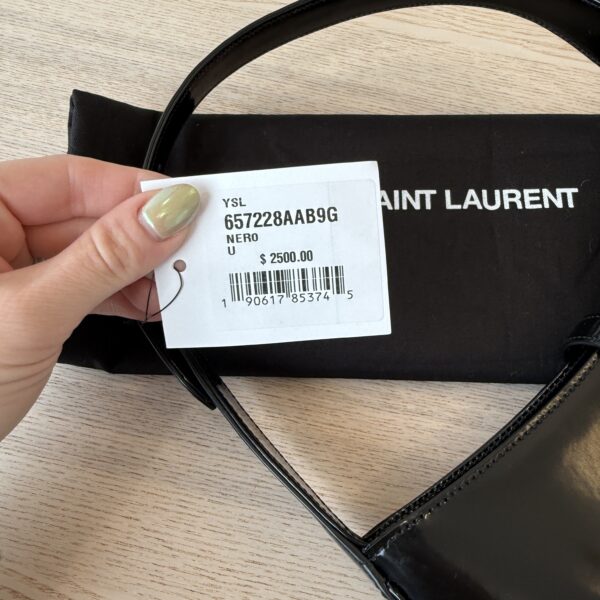 YSL
657228AAB9G
NERO
U
$ 2500.00
1 90617 85374 5
AINT LAURENT